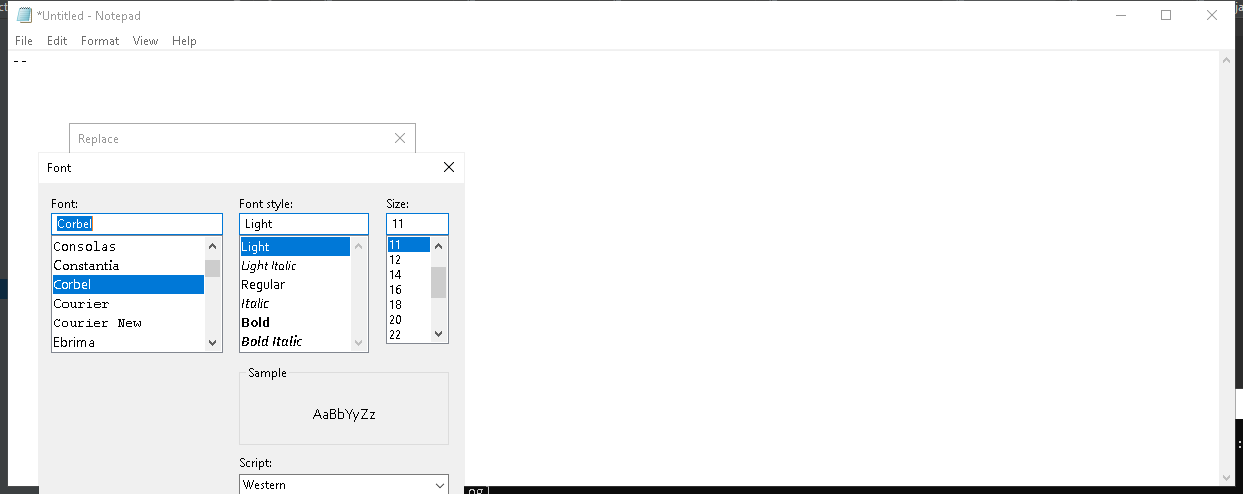 *Untitled - Notepad
File Edit Format View Help
--
Replace
Font
Font: Font style: Size:
Corbel Light 11
Consolas Light 11
Constantia Light Italic 12
Corbel Regular 14
Courier Italic 16
Courier New Bold 18
Ebrima Bold Italic 20
22
Sample
AaBbYyZz
Script:
Western